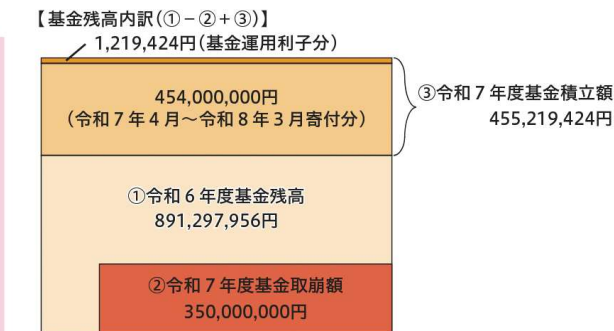 【基金残高内訳(①－②＋③)】
1,219,424円(基金運用利子分)
454,000,000円
(令和７年４月～令和８年３月寄付分)
③令和７年度基金積立額
455,219,424円
①令和６年度基金残高
891,297,956円
②令和７年度基金取崩額
350,000,000円